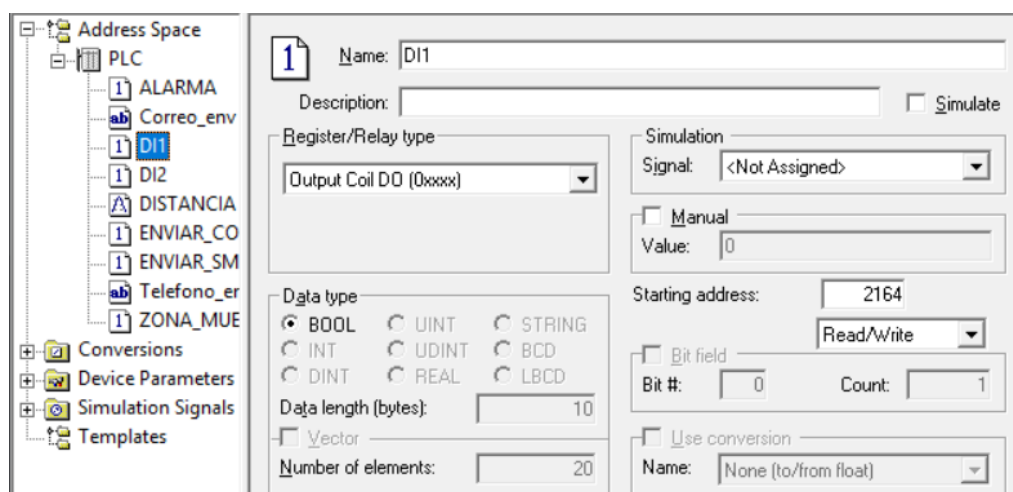 Address Space
PLC
ALARMA
Correo_env
DI1
DI2
DISTANCIA
ENVIAR_CO
ENVIAR_SM
Telefono_er
ZONA_MUE
Conversions
Device Parameters
Simulation Signals
Templates
1 Name: DI1
Description:
Simulate
Register/Relay type
Output Coil DO (0xxxx)
Simulation
Signal: <Not Assigned>
Manual
Value: 0
Data type
BOOL UINT STRING
INT UDINT BCD
DINT REAL LBCD
Data length (bytes): 10
Vector
Number of elements: 20
Starting address: 2164
Read/Write
Bit field
Bit #: 0 Count: 1
Use conversion
Name: None (to/from float)